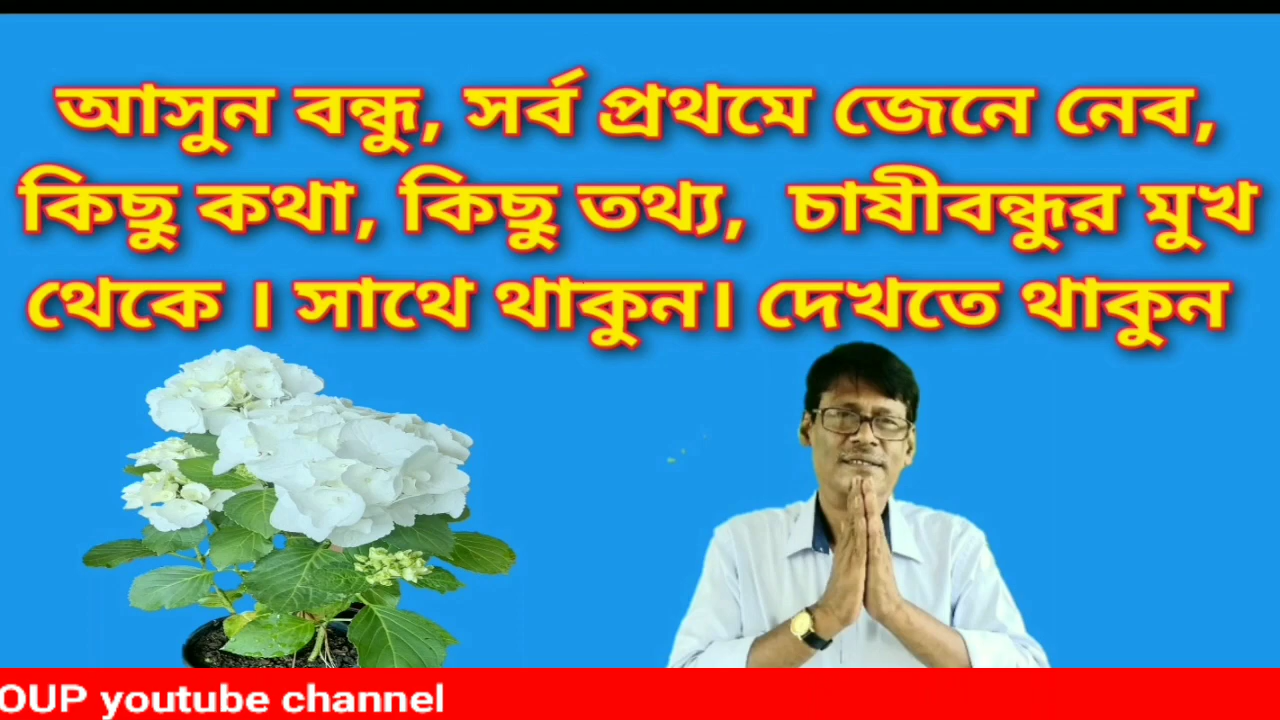 আসুন বন্ধু, সর্ব প্রথমে জেনে নেব,
কিছু কথা, কিছু তথ্য, চাষীবন্ধুর মুখ
থেকে । সাথে থাকুন। দেখতে থাকুন
OUP youtube channel